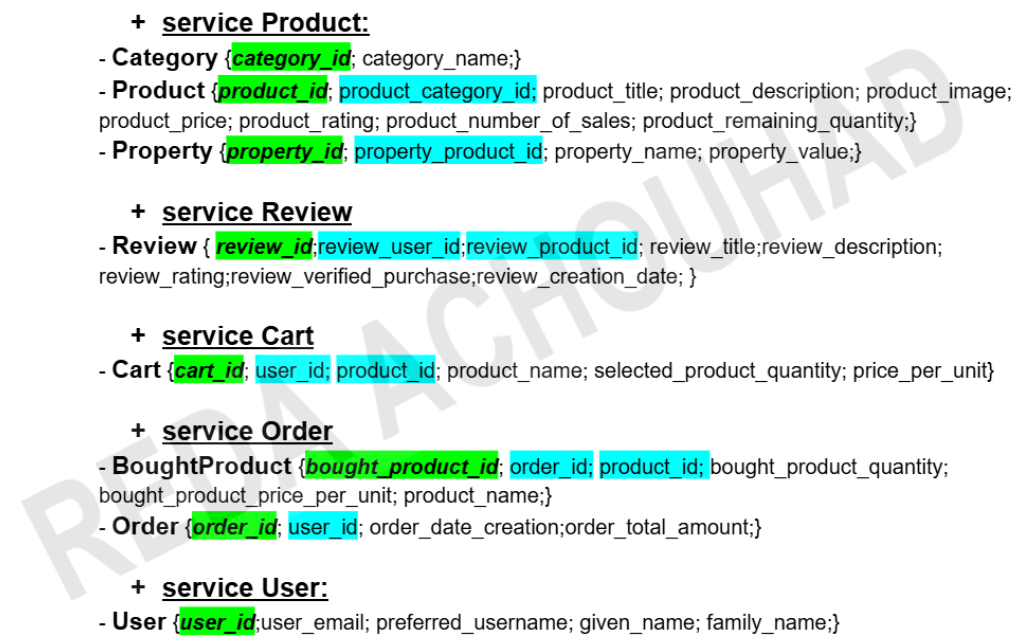 + service Product:
- Category {category_id; category_name;}
- Product {product_id; product_category_id; product_title; product_description; product_image;
product_price; product_rating; product_number_of_sales; product_remaining_quantity;}
- Property {property_id; property_product_id; property_name; property_value;}
+ service Review
- Review { review_id;review_user_id;review_product_id; review_title;review_description;
review_rating;review_verified_purchase;review_creation_date; }
+ service Cart
- Cart {cart_id; user_id; product_id; product_name; selected_product_quantity; price_per_unit}
+ service Order
- BoughtProduct {bought_product_id; order_id; product_id; bought_product_quantity;
bought_product_price_per_unit; product_name;}
- Order {order_id; user_id; order_date_creation;order_total_amount;}
+ service User:
- User {user_id;user_email; preferred_username; given_name; family_name;}
REDA ACHOUHAD